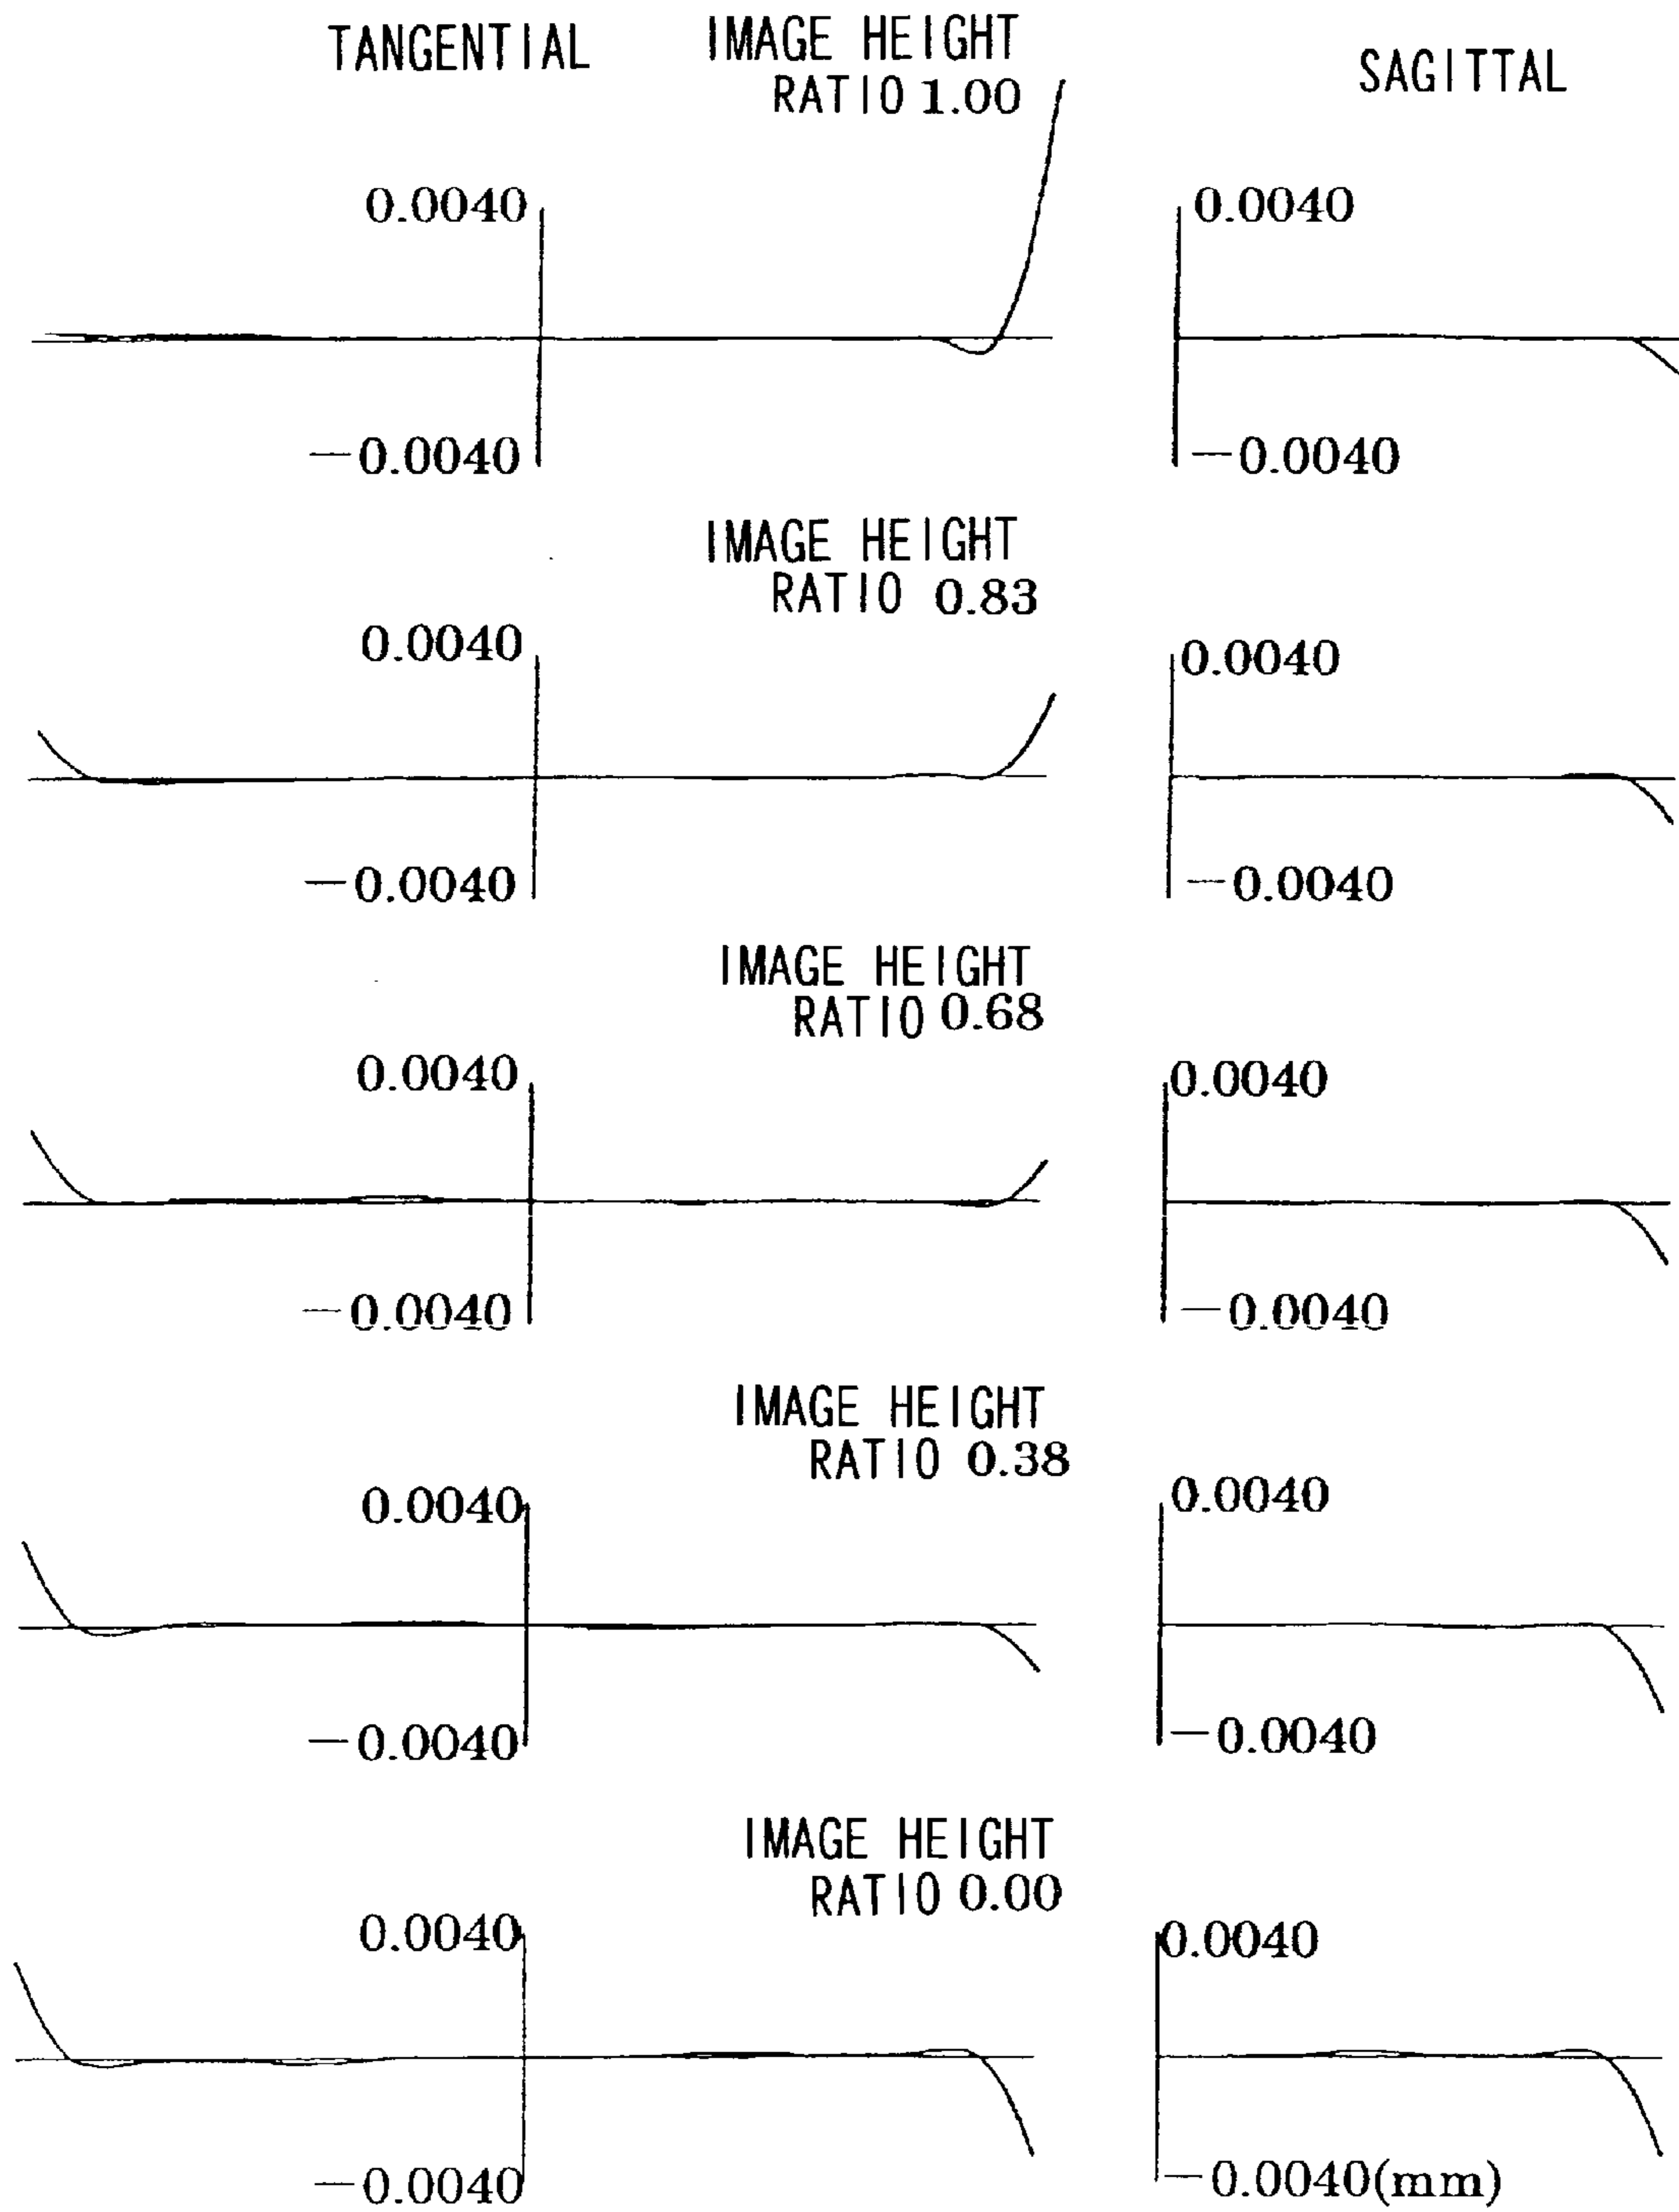 TANGENTIAL
IMAGE HEIGHT
RATIO 1.00
SAGITTAL
0.0040
0.0040
—0.0040
—0.0040
IMAGE HEIGHT
RATIO 0.83
0.0040
0.0040
—0.0040
—0.0040
IMAGE HEIGHT
RATIO 0.68
0.0040
0.0040
—0.0040
—0.0040
IMAGE HEIGHT
RATIO 0.38
0.0040
0.0040
—0.0040
—0.0040
IMAGE HEIGHT
RATIO 0.00
0.0040
0.0040
—0.0040
—0.0040(mm)